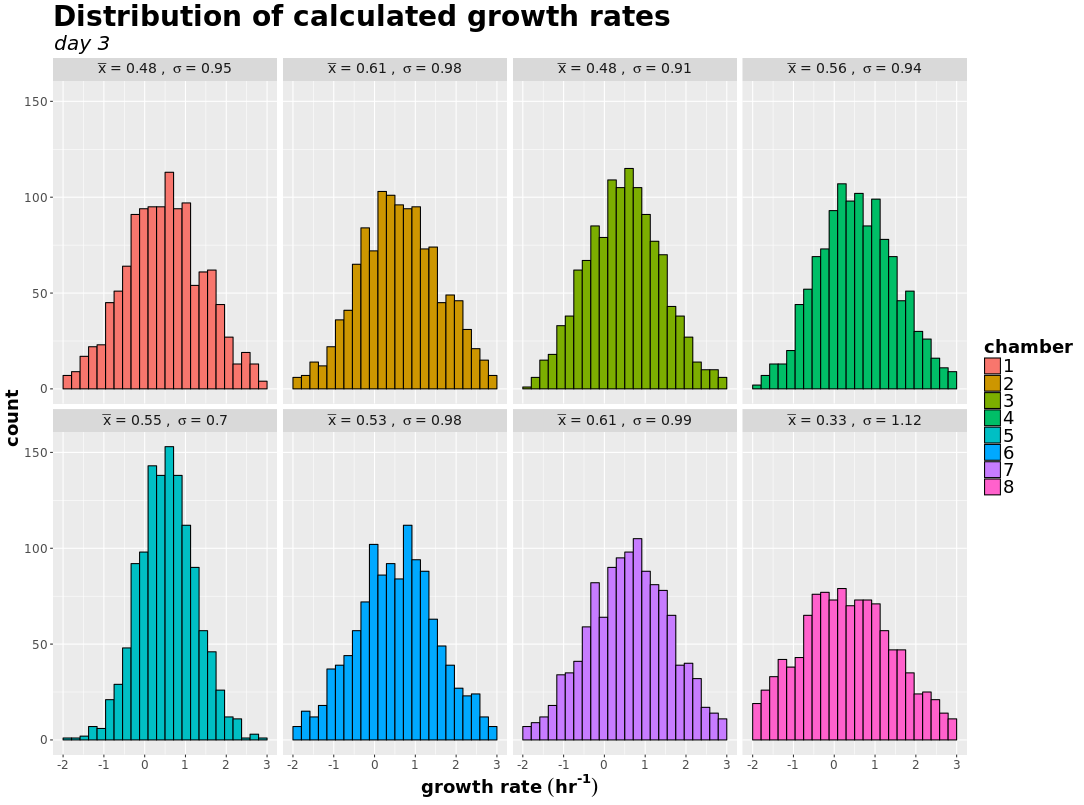 Distribution of calculated growth rates
day 3
x̅ = 0.48 , σ = 0.95
x̅ = 0.61 , σ = 0.98
x̅ = 0.48 , σ = 0.91
x̅ = 0.56 , σ = 0.94
150
100
50
0
x̅ = 0.55 , σ = 0.7
x̅ = 0.53 , σ = 0.98
x̅ = 0.61 , σ = 0.99
x̅ = 0.33 , σ = 1.12
150
100
50
0
-2 -1 0 1 2 3
-2 -1 0 1 2 3
-2 -1 0 1 2 3
-2 -1 0 1 2 3
growth rate (hr⁻¹)
count
chamber
1
2
3
4
5
6
7
8